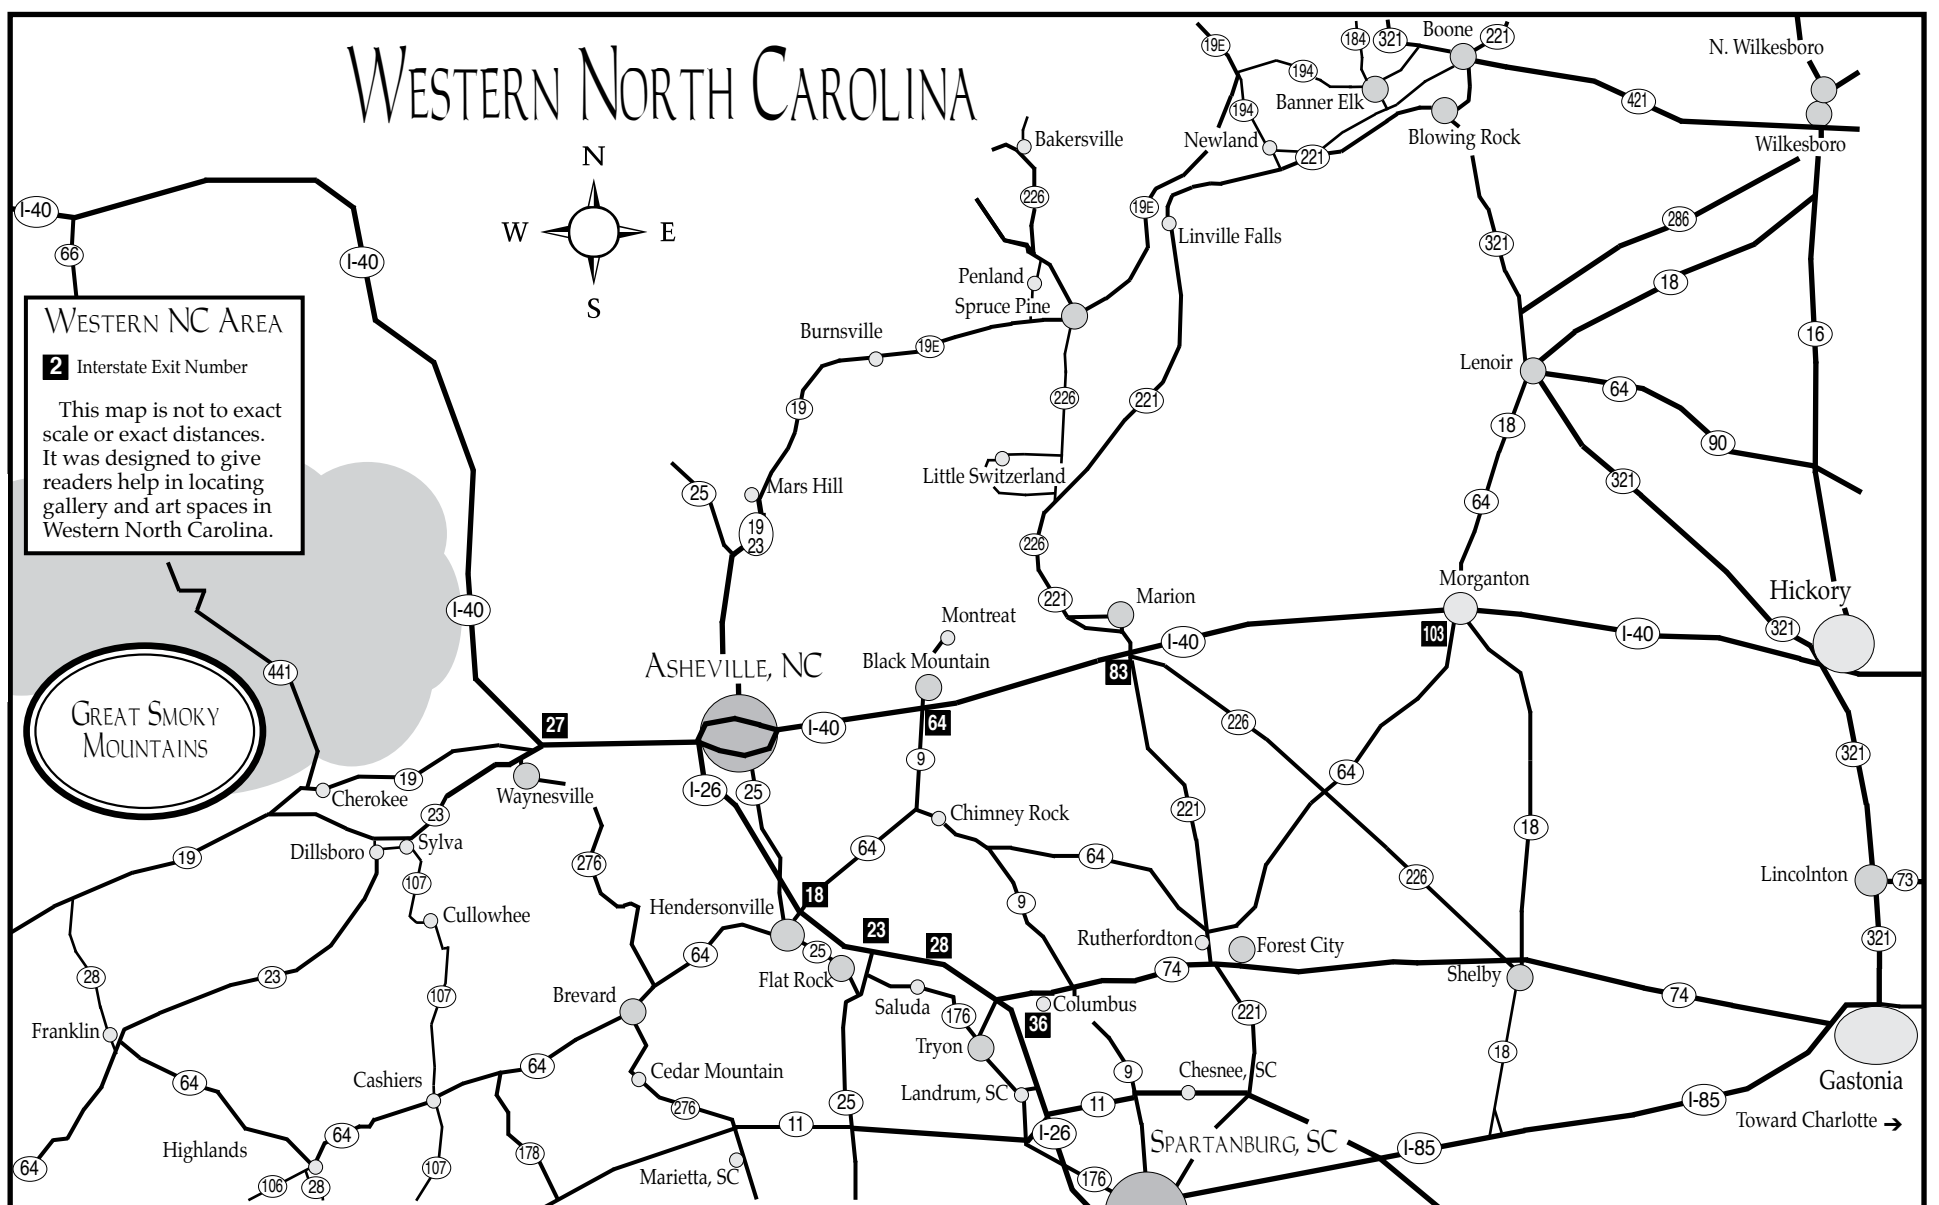 WESTERN NORTH CAROLINA
N
W
E
S
WESTERN NC AREA
2 Interstate Exit Number
This map is not to exact
scale or exact distances.
It was designed to give
readers help in locating
gallery and art spaces in
Western North Carolina.
GREAT SMOKY
MOUNTAINS
19E
184
321
Boone
221
N. Wilkesboro
194
Banner Elk
421
194
Newland
221
Blowing Rock
Wilkesboro
Bakersville
I-40
66
I-40
226
19E
Linville Falls
321
286
Penland
Spruce Pine
18
Burnsville
19E
16
Lenoir
64
19
226
221
18
90
Little Switzerland
321
25
Mars Hill
64
19
23
226
Morganton
Hickory
I-40
221
Marion
Montreat
103
321
I-40
I-40
ASHEVILLE, NC
Black Mountain
83
441
27
I-40
64
226
321
Cherokee
19
Waynesville
I-26
25
9
64
23
Chimney Rock
221
18
Dillsboro
Sylva
19
276
64
64
107
226
Lincolnton
73
Cullowhee
Hendersonville
18
9
23
28
Rutherfordton
Forest City
321
64
25
28
23
Flat Rock
74
Shelby
107
Brevard
Saluda
176
Columbus
36
221
74
Franklin
Tryon
18
64
Cashiers
64
Cedar Mountain
Landrum, SC
9
Chesnee, SC
Gastonia
276
25
11
I-85
11
Toward Charlotte ➔
Highlands
64
178
I-26
SPARTANBURG, SC
I-85
64
107
Marietta, SC
176
106
28